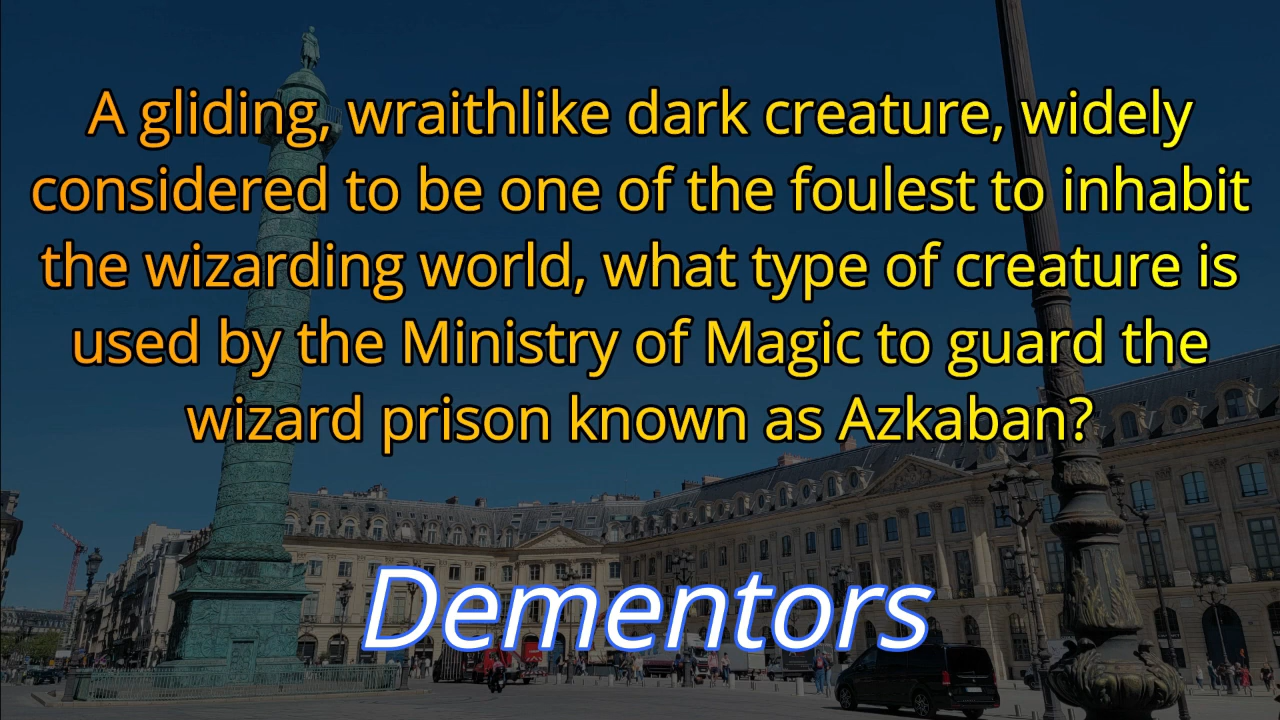 A gliding, wraithlike dark creature, widely
considered to be one of the foulest to inhabit
the wizarding world, what type of creature is
used by the Ministry of Magic to guard the
wizard prison known as Azkaban?
Dementors